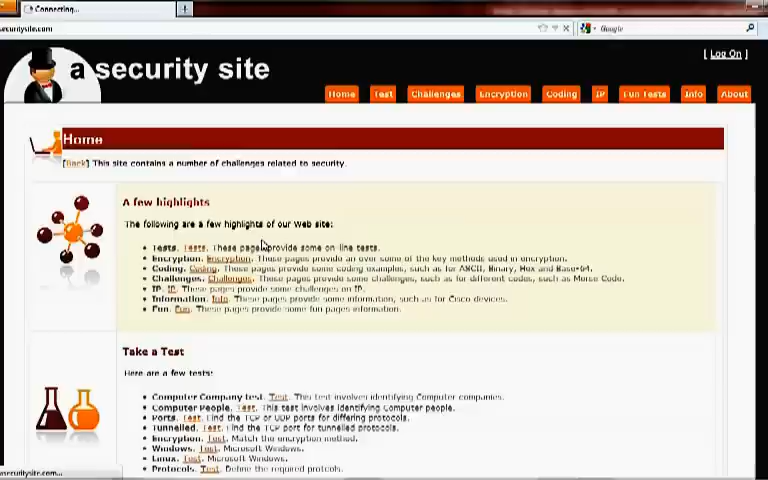 Connecting...
ecuritysite.com
Google
[ Log On ]
a security site
Home Test Challenges Encryption Coding IP Fun Tests Info About
Home
[Back] This site contains a number of challenges related to security.
A few highlights
The following are a few highlights of our Web site:
Tests. Tests. These pages provide some on-line tests.
Encryption. Encryption. These pages provide an over some of the key methods used in encryption.
Coding. Coding. These pages provide some coding examples, such as for ASCII, Binary, Hex and Base-64.
Challenges. Challenges. These pages provide some challenges, such as for different codes, such as Morse Code.
IP. IP. These pages provide some challenges on IP.
Information. Info. These pages provide some information, such as for Cisco devices.
Fun. Fun. These pages provide some fun pages information.
Take a Test
Here are a few tests:
Computer Company test. Test. This test involves identifying Computer companies.
Computer People. Test. This test involves identifying Computer people.
Ports. Test. Find the TCP or UDP ports for differing protocols.
Tunnelled. Test. Find the TCP port for tunnelled protocols.
Encryption. Test. Match the encryption method.
Windows. Test. Microsoft Windows.
Linux. Test. Microsoft Windows.
Protocols. Test. Define the required protcols.
asecuritysite.com...